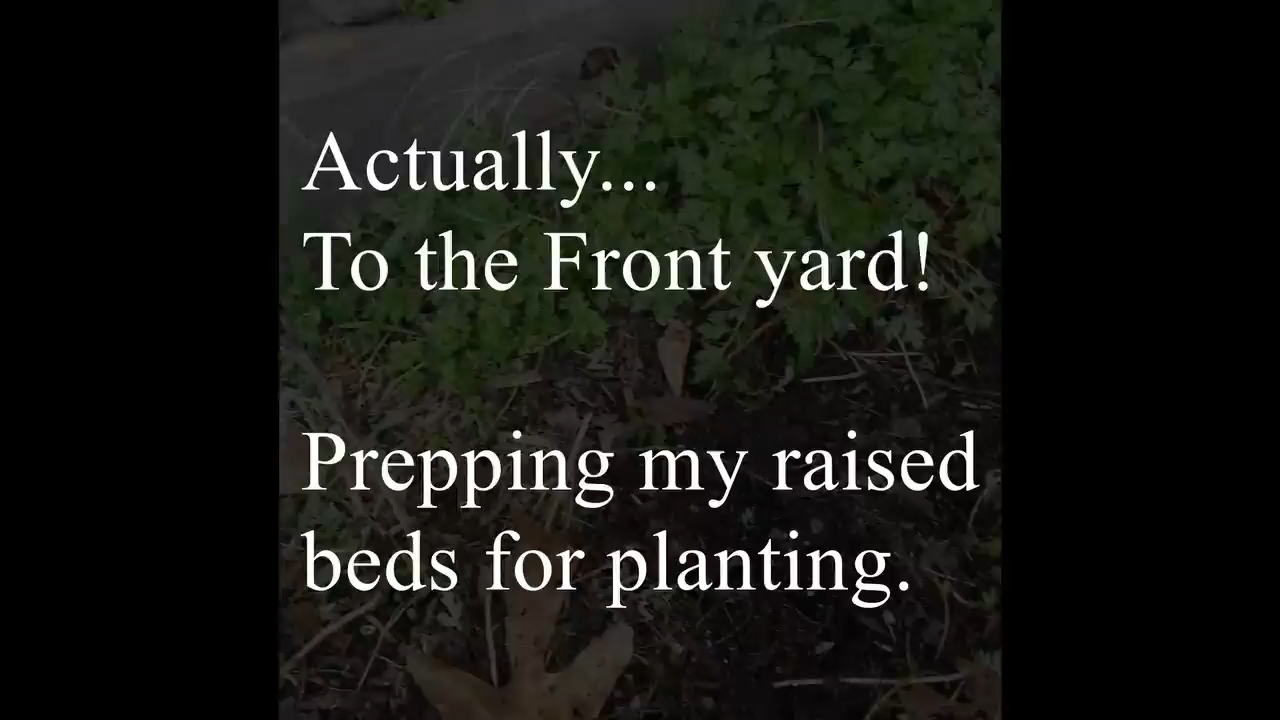 Actually...
To the Front yard!
Prepping my raised
beds for planting.